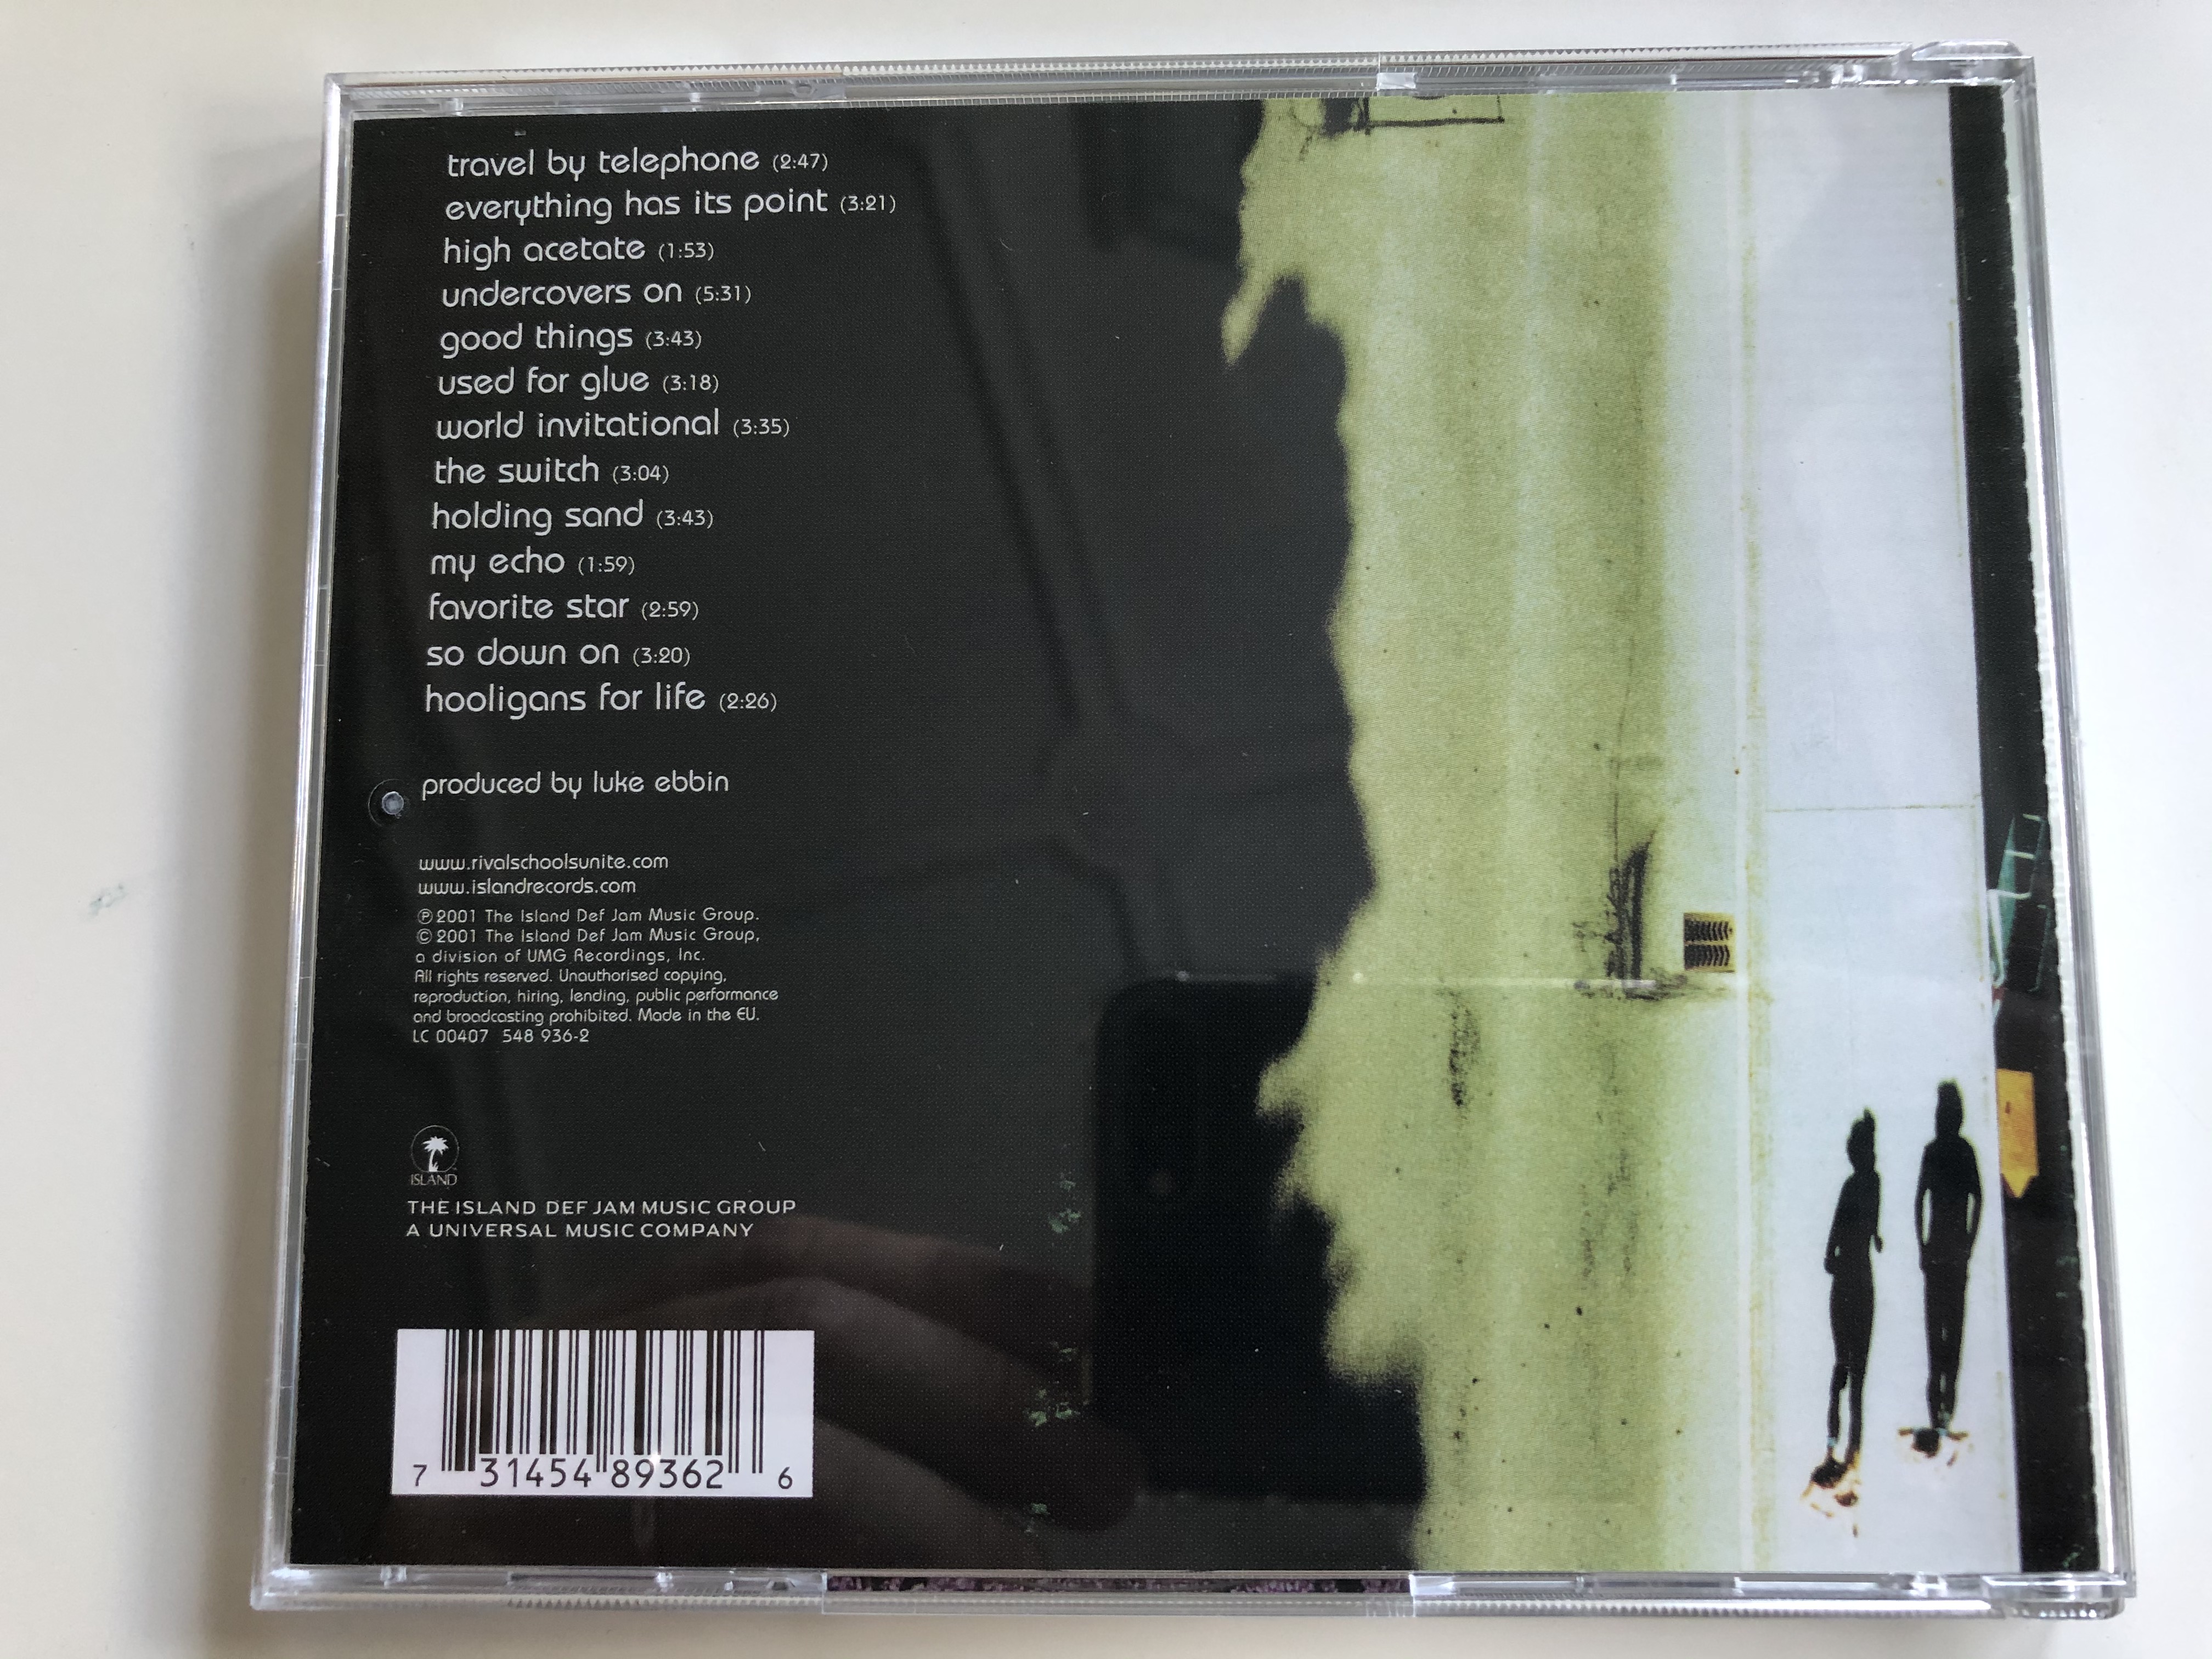 travel by telephone (2:47)
everything has its point (3:21)
high acetate (1:53)
undercovers on (5:31)
good things (3:43)
used for glue (3:18)
world invitational (3:35)
the switch (3:04)
holding sand (3:43)
my echo (1:59)
favorite star (2:59)
so down on (3:20)
hooligans for life (2:26)
produced by luke ebbin
www.rivalschoolsunite.com
www.islandrecords.com
℗ 2001 The Island Def Jam Music Group.
© 2001 The Island Def Jam Music Group,
a division of UMG Recordings, Inc.
All rights reserved. Unauthorised copying,
reproduction, hiring, lending, public performance
and broadcasting prohibited. Made in the EU.
LC 00407 548 936-2
ISLAND
THE ISLAND DEF JAM MUSIC GROUP
A UNIVERSAL MUSIC COMPANY
7 31454 89362 6